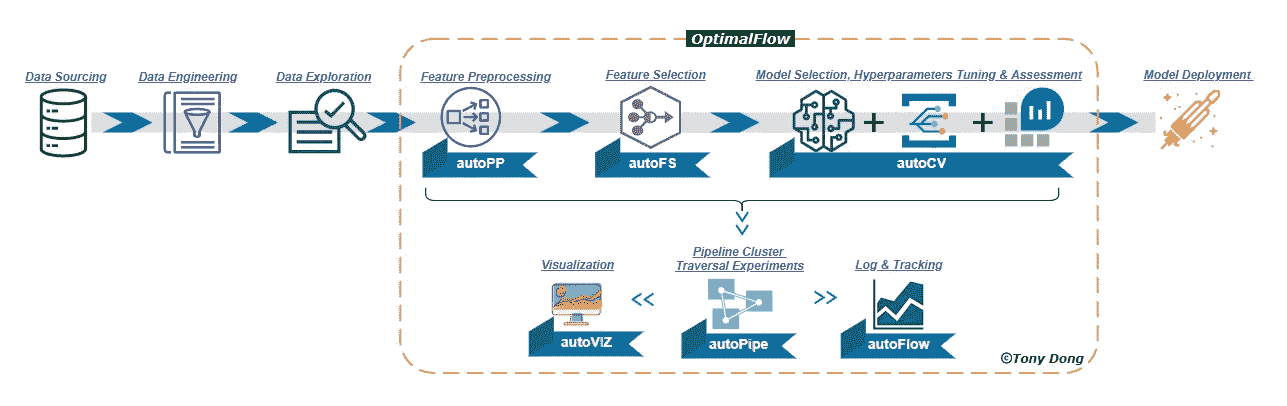 OptimalFlow
Data Sourcing
Data Engineering
Data Exploration
Feature Preprocessing
Feature Selection
Model Selection, Hyperparameters Tuning & Assessment
Model Deployment
autoPP
autoFS
autoCV
Visualization
Pipeline Cluster
Traversal Experiments
Log & Tracking
autoVIZ
autoPipe
autoFlow
©Tony Dong